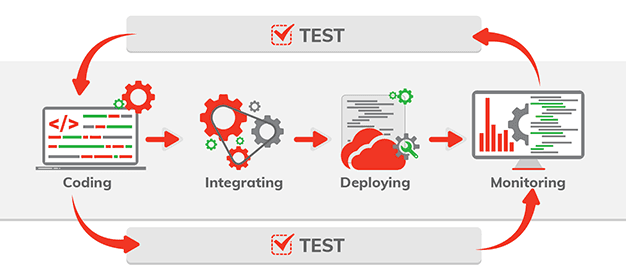 TEST
</>
Coding
Integrating
Deploying
Monitoring
TEST